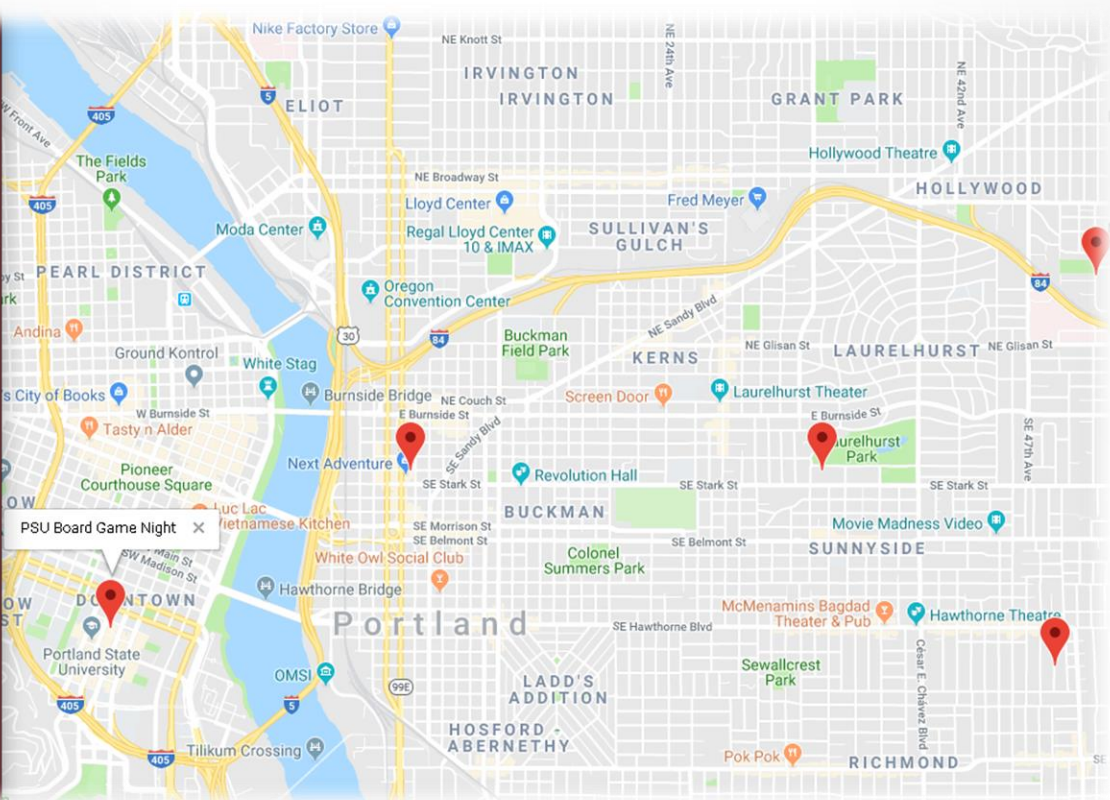 Nike Factory Store
NE Knott St
NE 24th Ave
IRVINGTON
IRVINGTON
GRANT PARK
NE 42nd Ave
5
ELIOT
405
W Front Ave
Hollywood Theatre
The Fields
Park
NE Broadway St
HOLLYWOOD
405
Lloyd Center
Fred Meyer
Moda Center
Regal Lloyd Center
10 & IMAX
SULLIVAN'S
GULCH
PEARL DISTRICT
oy St
ark
Oregon
Convention Center
84
NE Sandy Blvd
Andina
30
84
Buckman
Field Park
KERNS
NE Glisan St
LAURELHURST
NE Glisan St
Ground Kontrol
White Stag
s City of Books
Burnside Bridge
NE Couch St
Screen Door
Laurelhurst Theater
W Burnside St
E Burnside St
E Burnside St
Tasty n Alder
SE Sandy Blvd
aurelhurst
Park
SE 47th Ave
Pioneer
Courthouse Square
Next Adventure
Revolution Hall
SE Stark St
SE Stark St
SE Stark St
OW
Luc Lac
Vietnamese Kitchen
BUCKMAN
PSU Board Game Night
SE Morrison St
SE Belmont St
SE Belmont St
Movie Madness Video
SUNNYSIDE
Main St
SW Madison St
White Owl Social Club
Colonel
Summers Park
OW
ST
DOWNTOWN
Hawthorne Bridge
Portland
SE Hawthorne Blvd
McMenamins Bagdad
Theater & Pub
Hawthorne Theatre
Portland State
University
OMSI
99E
LADD'S
ADDITION
Sewallcrest
Park
César E. Chávez Blvd
405
5
HOSFORD -
ABERNETHY
405
Tilikum Crossing
Pok Pok
RICHMOND
SE